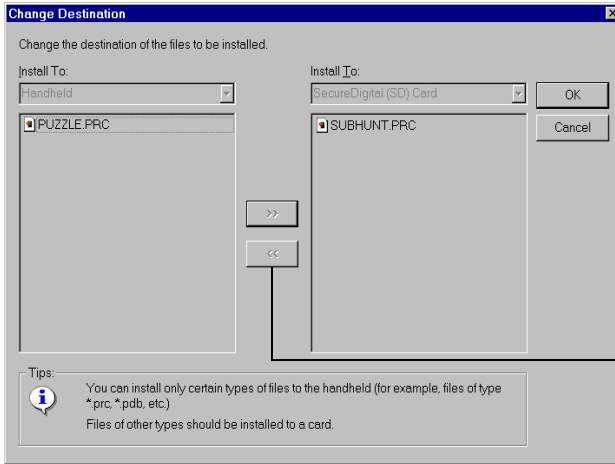 Change Destination
Change the destination of the files to be installed.
Install To:
Install To:
Handheld
SecureDigital (SD) Card
OK
Cancel
PUZZLE.PRC
SUBHUNT.PRC
>>
<<
Tips:
You can install only certain types of files to the handheld (for example, files of type
*.prc, *.pdb, etc.)
Files of other types should be installed to a card.